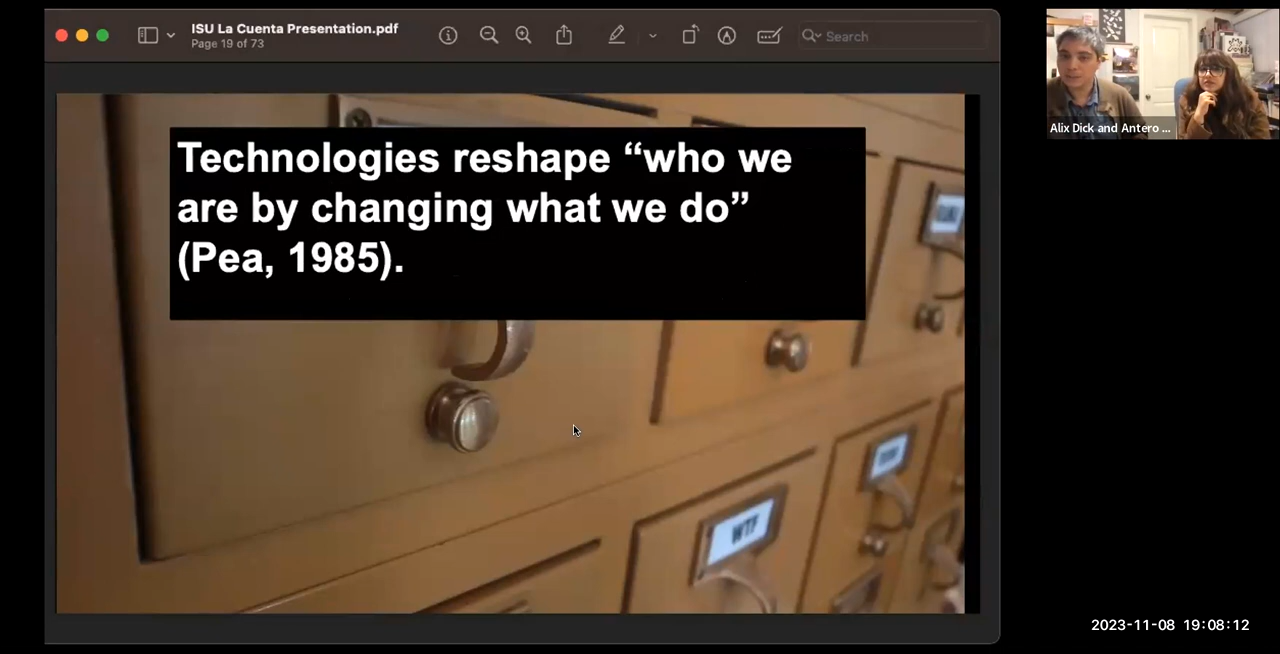 ISU La Cuenta Presentation.pdf
Page 19 of 73
Search
Technologies reshape “who we
are by changing what we do”
(Pea, 1985).
WTF
Alix Dick and Antero ...
2023-11-08 19:08:12